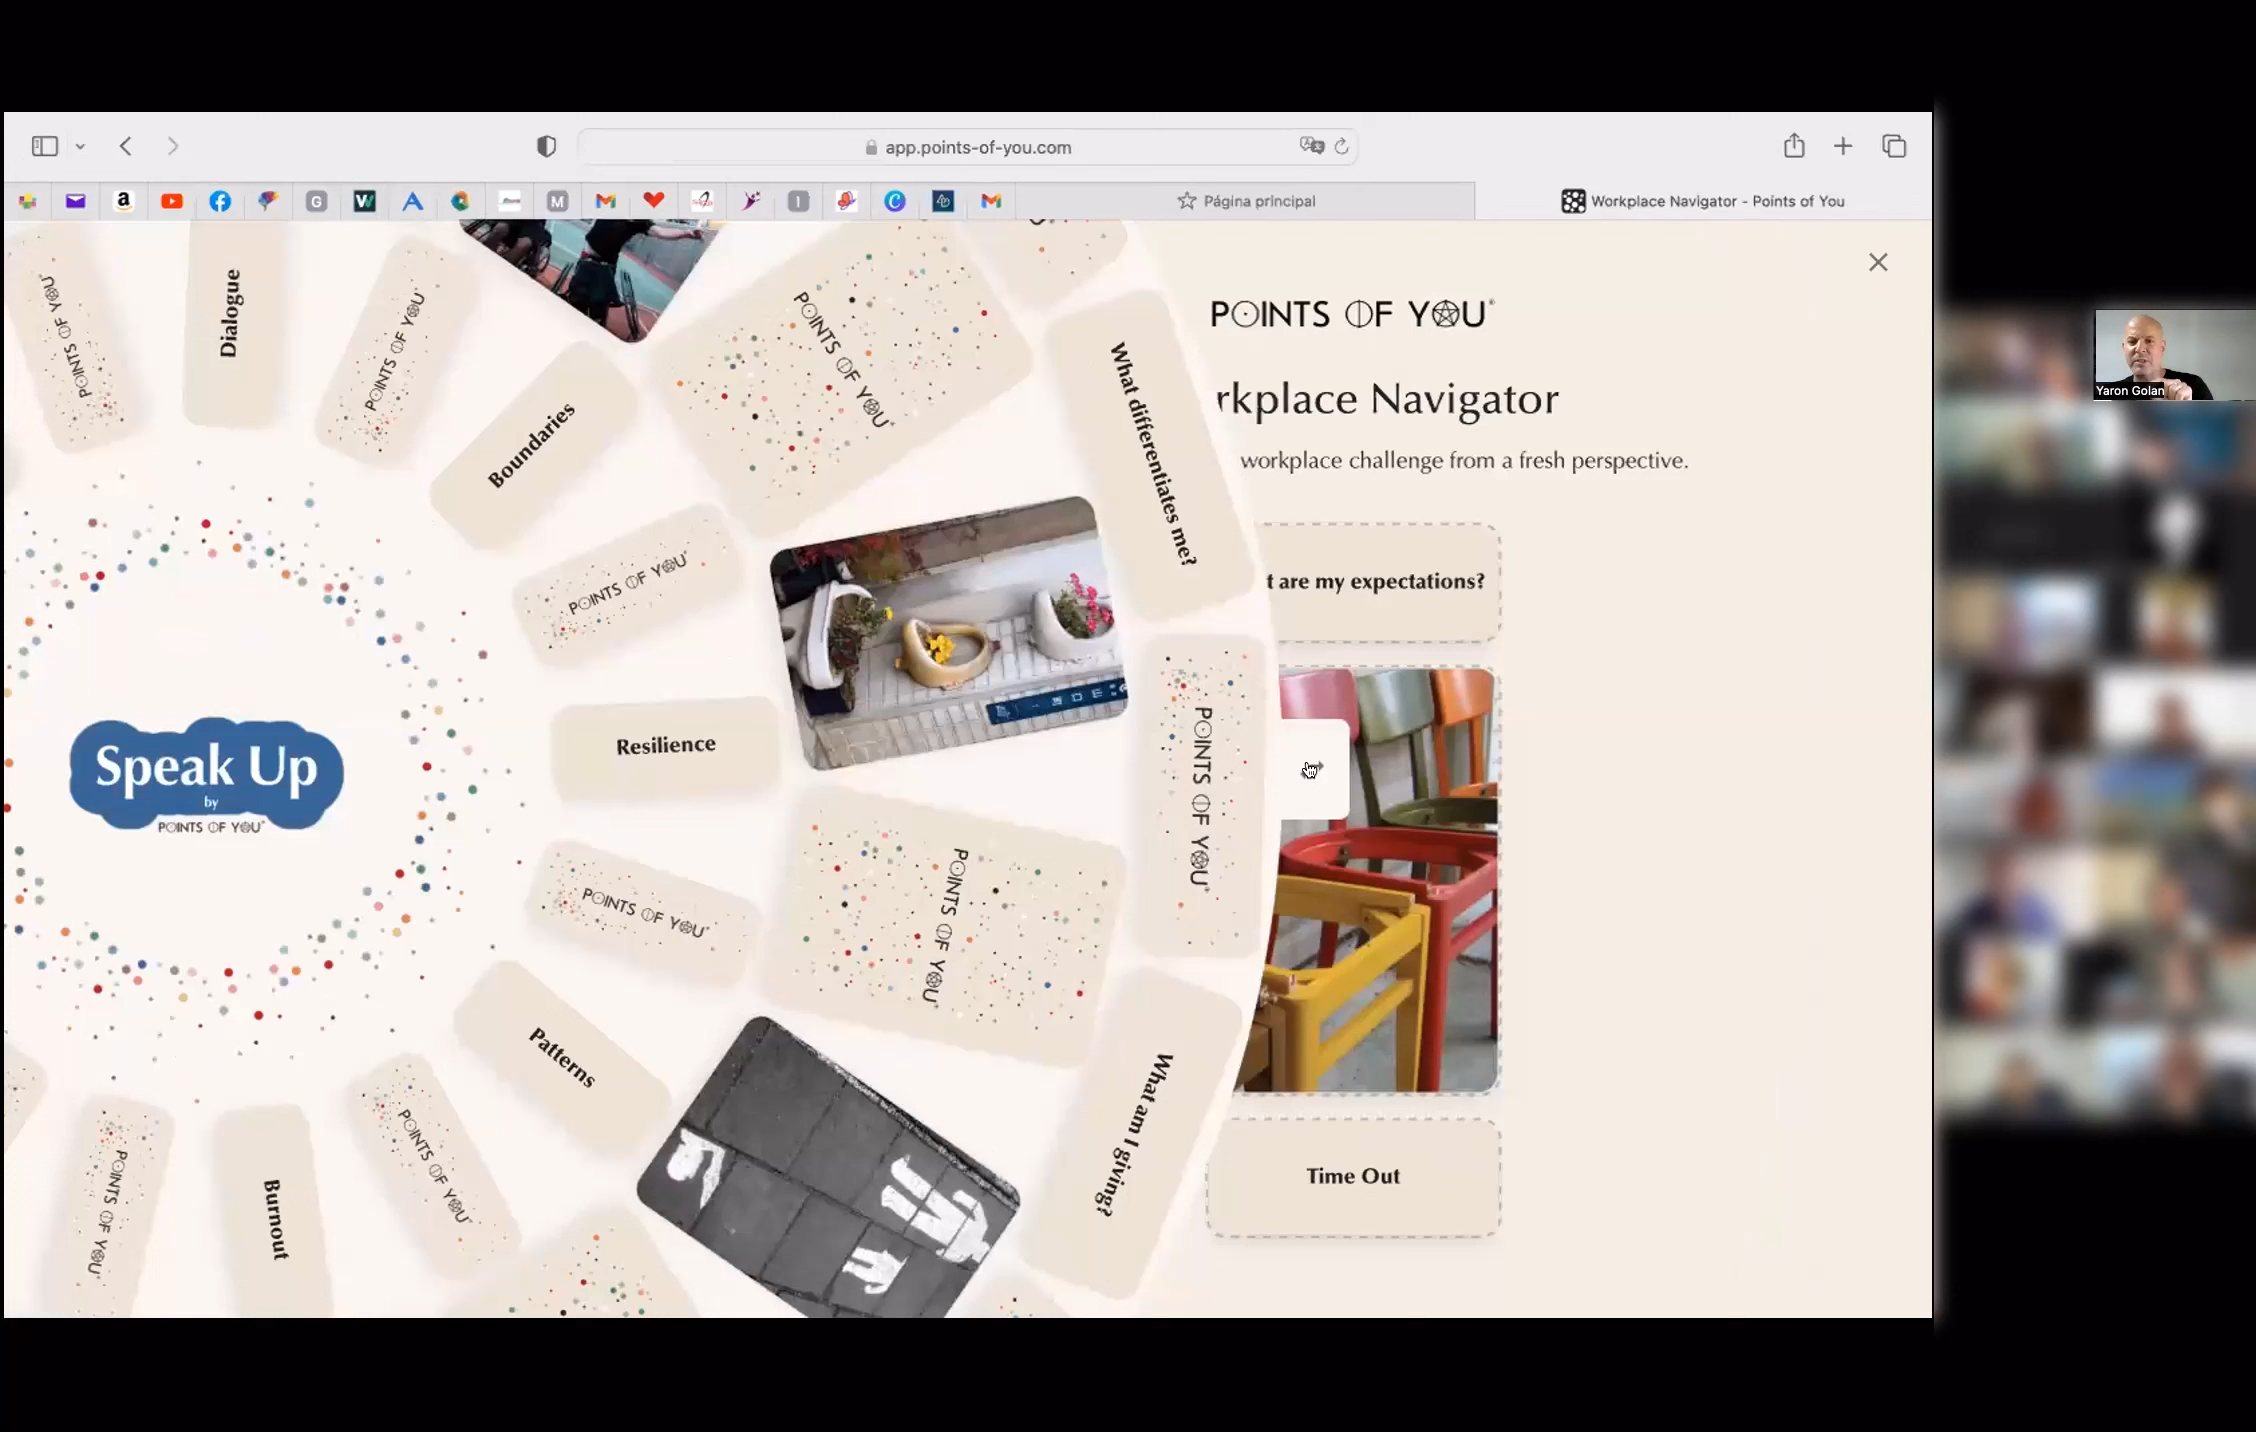 app.points-of-you.com
Página principal
Workplace Navigator - Points of You
POINTS OF YOU
Dialogue
POINTS OF YOU
Boundaries
POINTS OF YOU
What differentiates me?
POINTS OF YOU
Resilience
POINTS OF YOU
Speak Up
by
POINTS OF YOU®
POINTS OF YOU®
POINTS OF YOU®
Patterns
What am I giving?
POINTS OF YOU®
Burnout
POINTS OF YOU®
POINTS OF YOU®
rkplace Navigator
workplace challenge from a fresh perspective.
t are my expectations?
Time Out
Yaron Golan